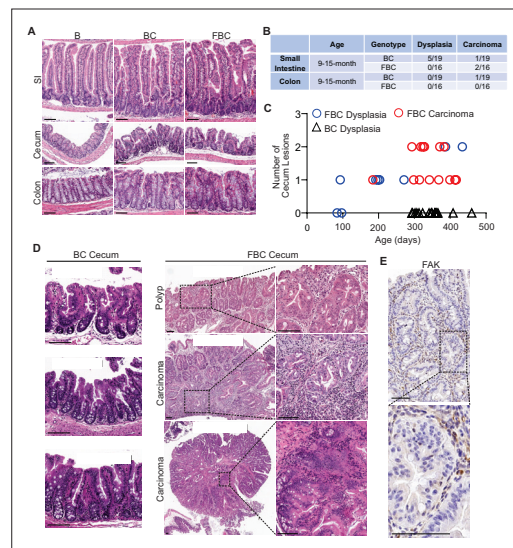 A
B
BC
FBC
SI
Cecum
Colon
B
Age Genotype Dysplasia Carcinoma
Small Intestine 9-15-month BC 5/19 1/19
FBC 0/16 2/16
Colon 9-15-month BC 0/19 1/19
FBC 0/16 0/16
C
FBC Dysplasia FBC Carcinoma
BC Dysplasia
Number of Cecum Lesions
3
2
1
0
0 100 200 300 400 500
Age (days)
D
BC Cecum
FBC Cecum
Polyp
Carcinoma
Carcinoma
E
FAK